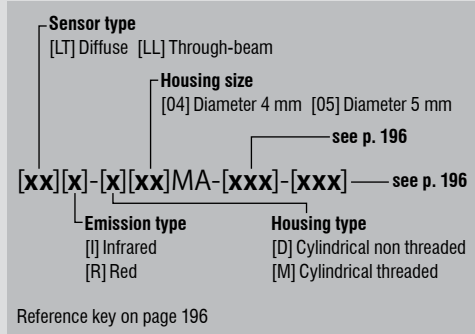 Sensor type
[LT] Diffuse [LL] Through-beam
Housing size
[04] Diameter 4 mm [05] Diameter 5 mm
see p. 196
[xx][x]-[x][xx]MA-[xxx]-[xxx] see p. 196
Emission type
[I] Infrared
[R] Red
Housing type
[D] Cylindrical non threaded
[M] Cylindrical threaded
Reference key on page 196